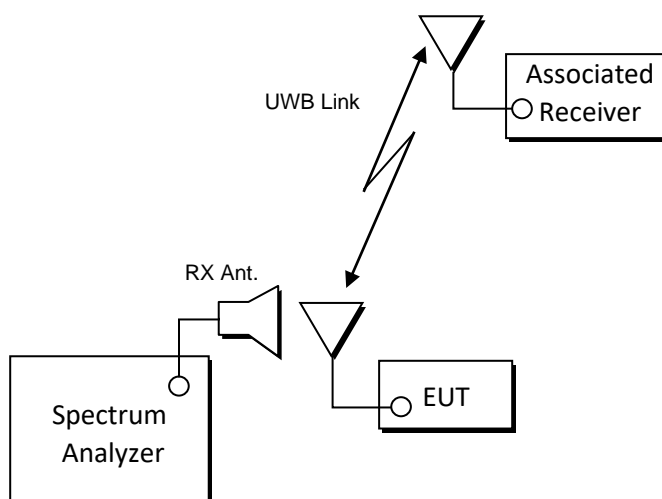 Associated
Receiver
UWB Link
RX Ant.
EUT
Spectrum
Analyzer